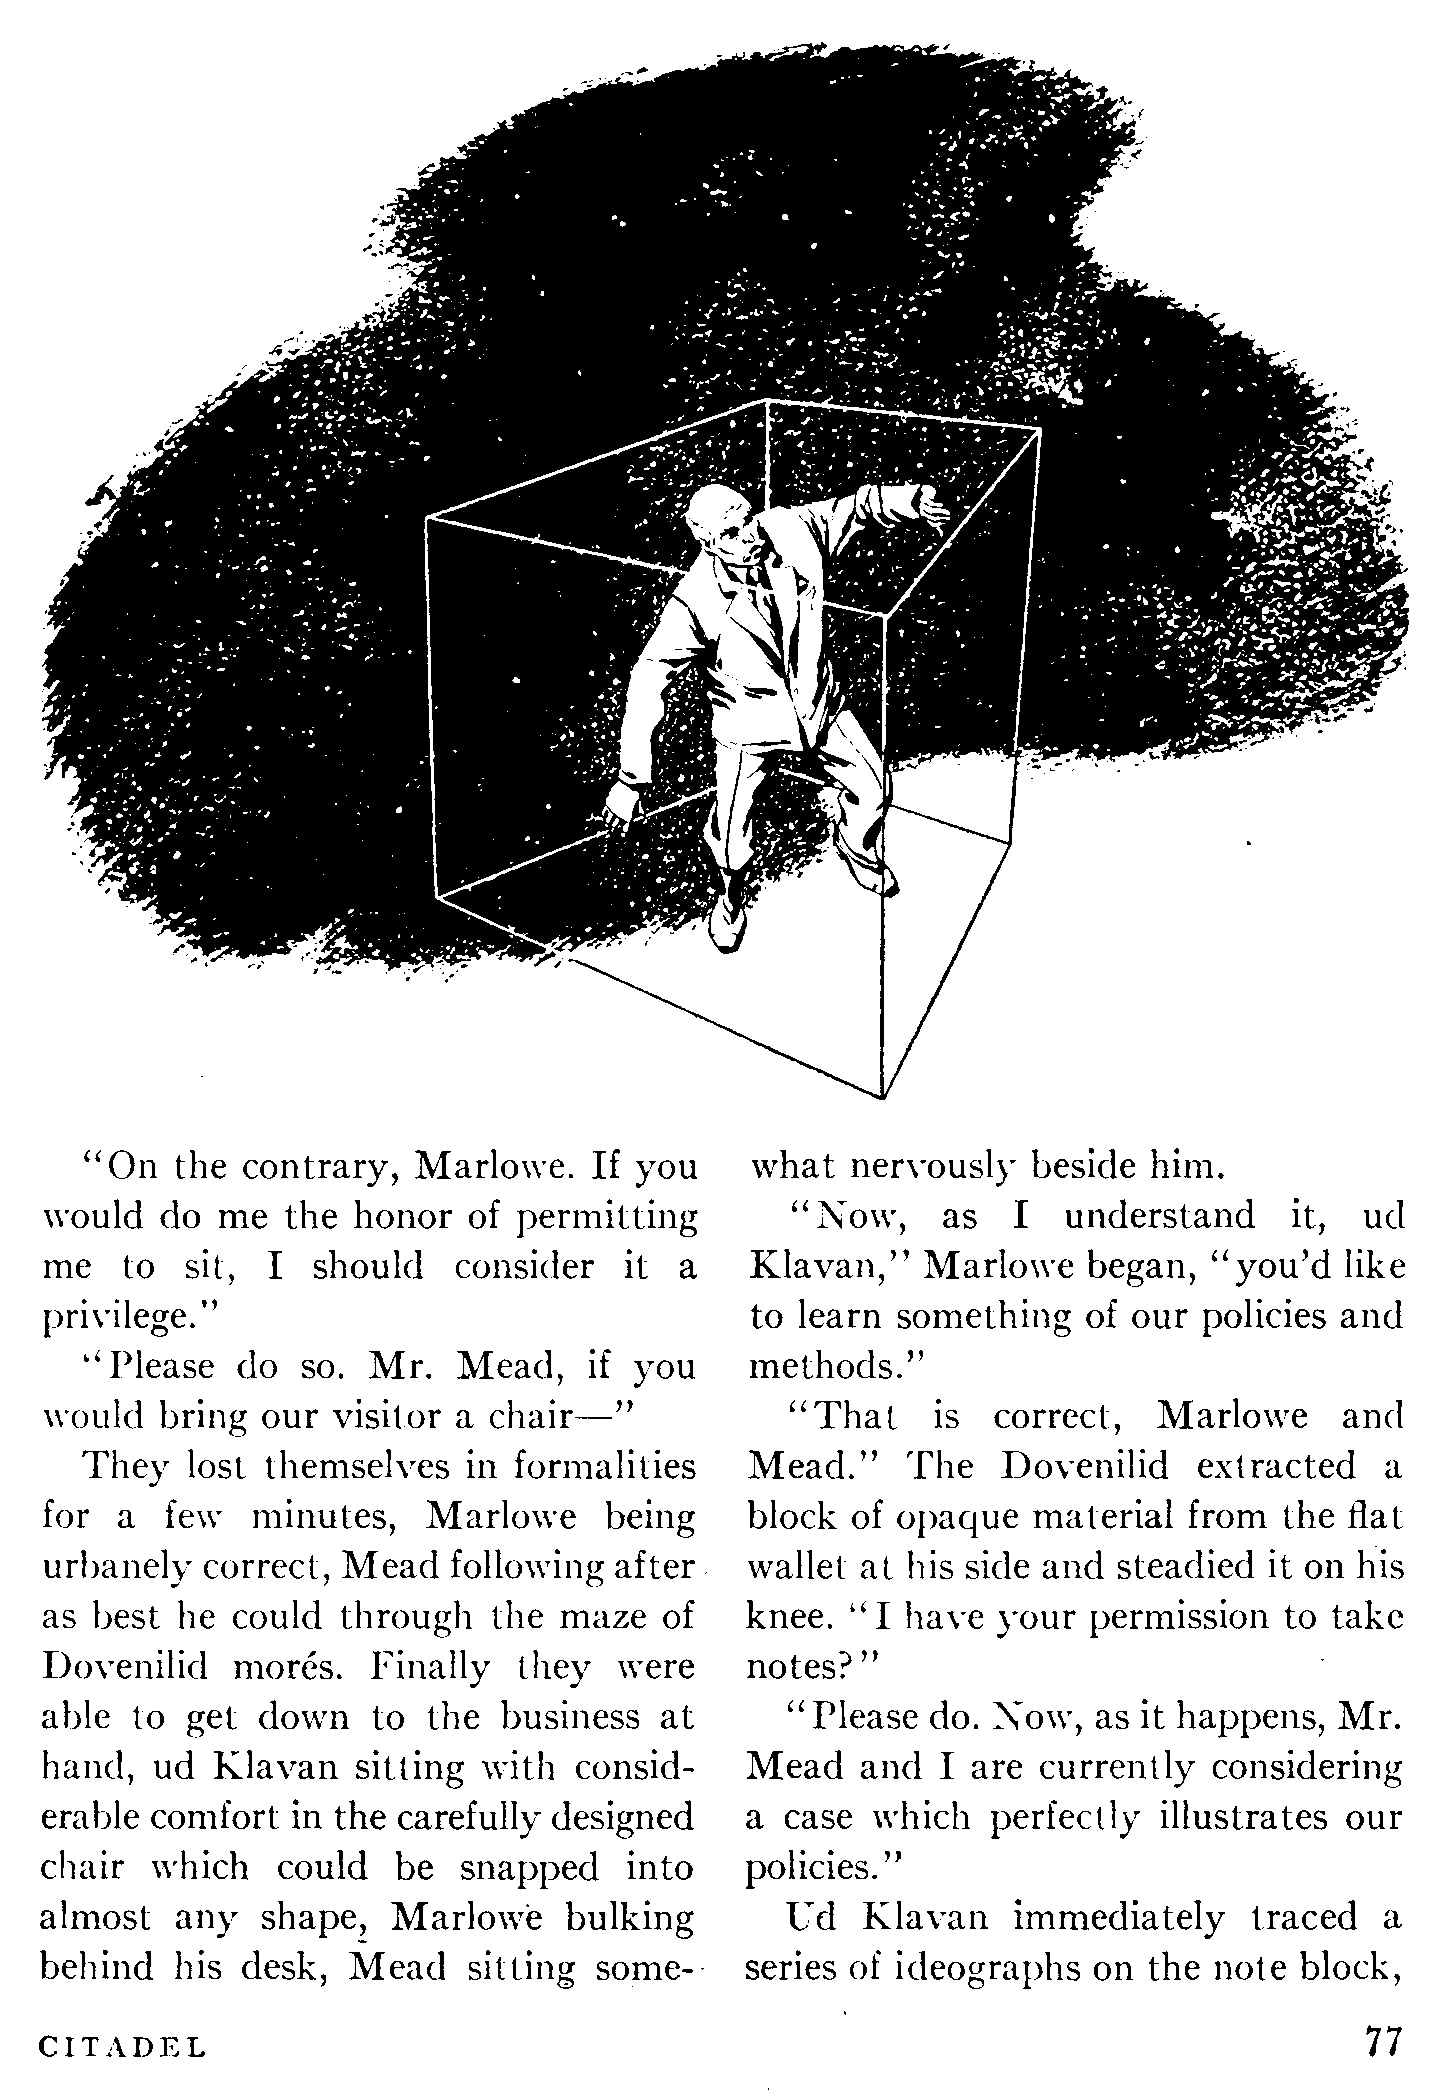 “On the contrary, Marlowe. If you
would do me the honor of permitting
me to sit, I should consider it a
privilege.”
“Please do so. Mr. Mead, if you
would bring our visitor a chair—”
They lost themselves in formalities
for a few minutes, Marlowe being
urbanely correct, Mead following after
as best he could through the maze of
Dovenilid morés. Finally they were
able to get down to the business at
hand, ud Klavan sitting with consid-
erable comfort in the carefully designed
chair which could be snapped into
almost any shape, Marlowe bulking
behind his desk, Mead sitting some-
what nervously beside him.
“Now, as I understand it, ud
Klavan,” Marlowe began, “you’d like
to learn something of our policies and
methods.”
“That is correct, Marlowe and
Mead.” The Dovenilid extracted a
block of opaque material from the flat
wallet at his side and steadied it on his
knee. “I have your permission to take
notes?”
“Please do. Now, as it happens, Mr.
Mead and I are currently considering
a case which perfectly illustrates our
policies.”
Ud Klavan immediately traced a
series of ideographs on the note block,
CITADEL
77